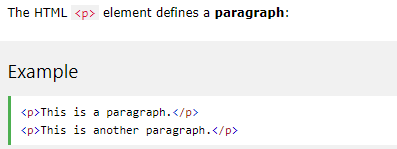 The HTML <p> element defines a paragraph:
Example
<p>This is a paragraph.</p>
<p>This is another paragraph.</p>